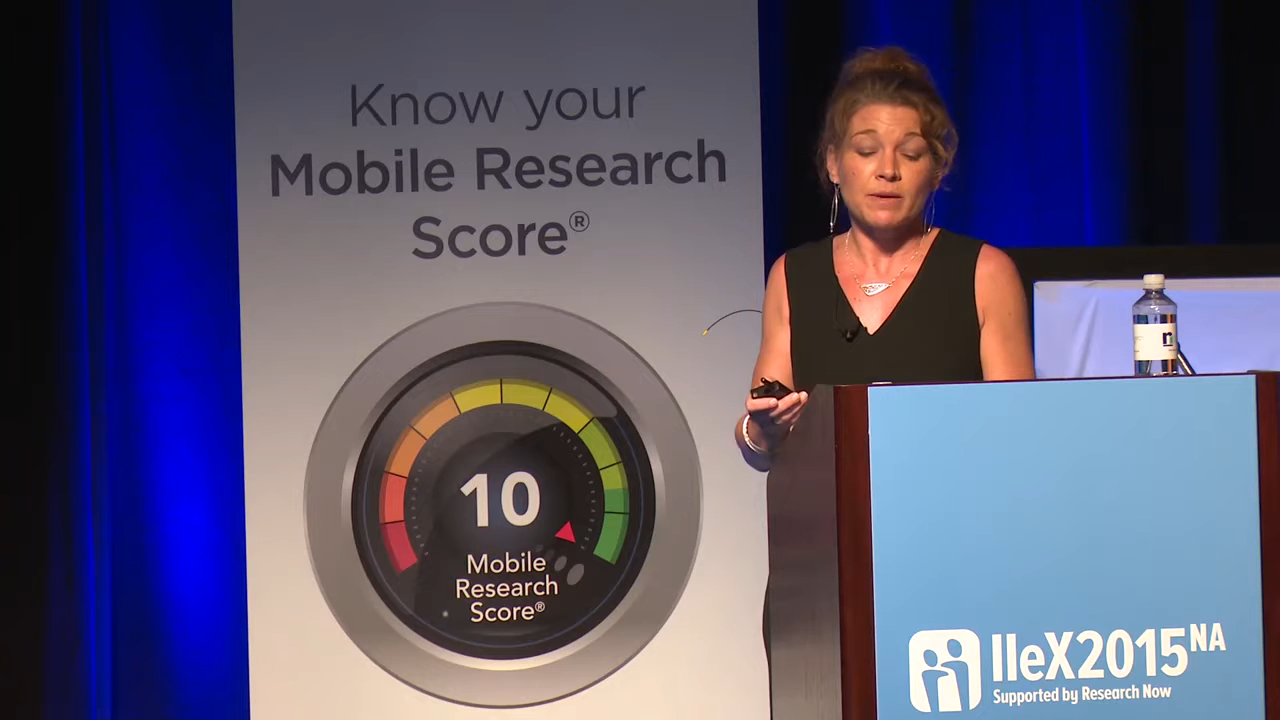 Know your
Mobile Research
Score®
10
Mobile
Research
Score®
n
IIeX2015NA
Supported by Research Now